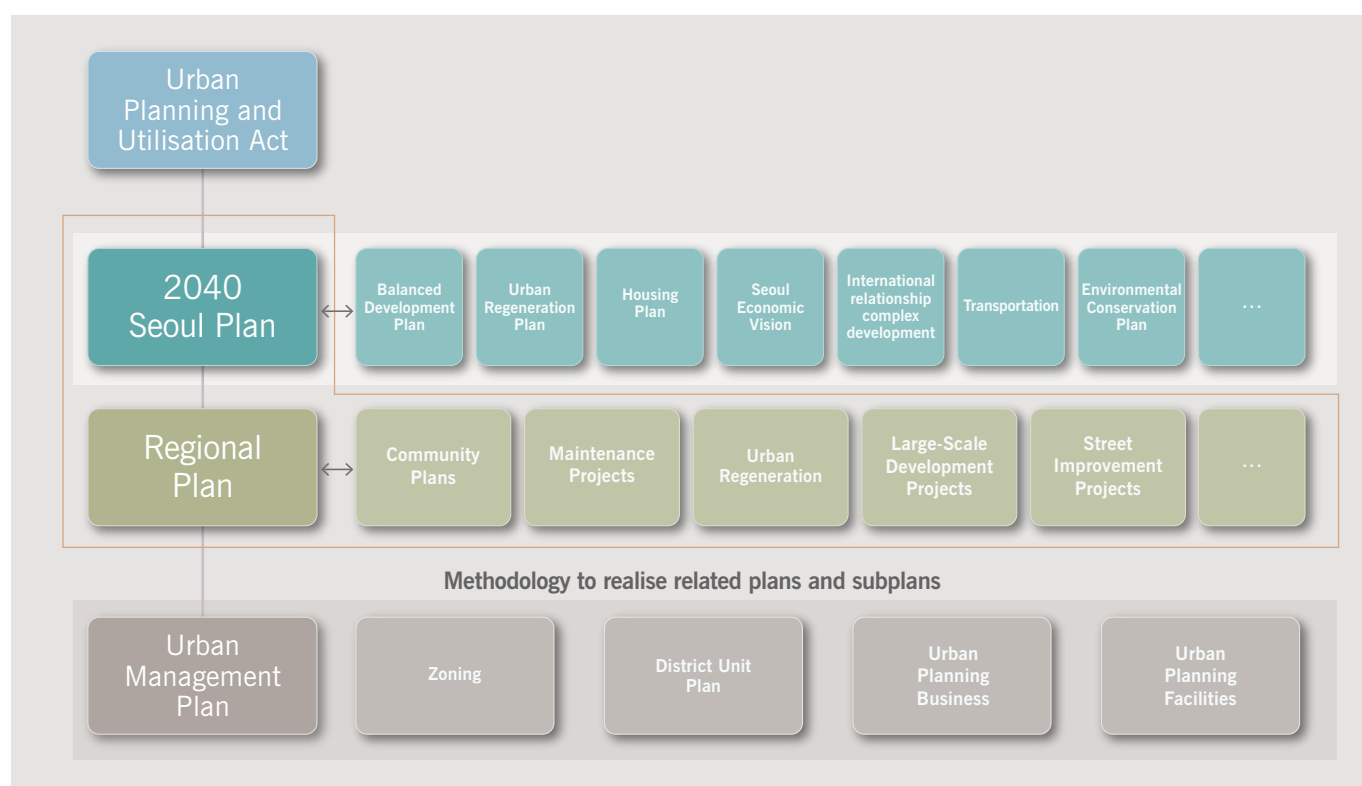 Urban
Planning and
Utilisation Act
2040
Seoul Plan
Balanced
Development
Plan
Urban
Regeneration
Plan
Housing
Plan
Seoul
Economic
Vision
International
relationship
complex
development
Transportation
Environmental
Conservation
Plan
...
Regional
Plan
Community
Plans
Maintenance
Projects
Urban
Regeneration
Large-Scale
Development
Projects
Street
Improvement
Projects
...
Methodology to realise related plans and subplans
Urban
Management
Plan
Zoning
District Unit
Plan
Urban
Planning
Business
Urban
Planning
Facilities